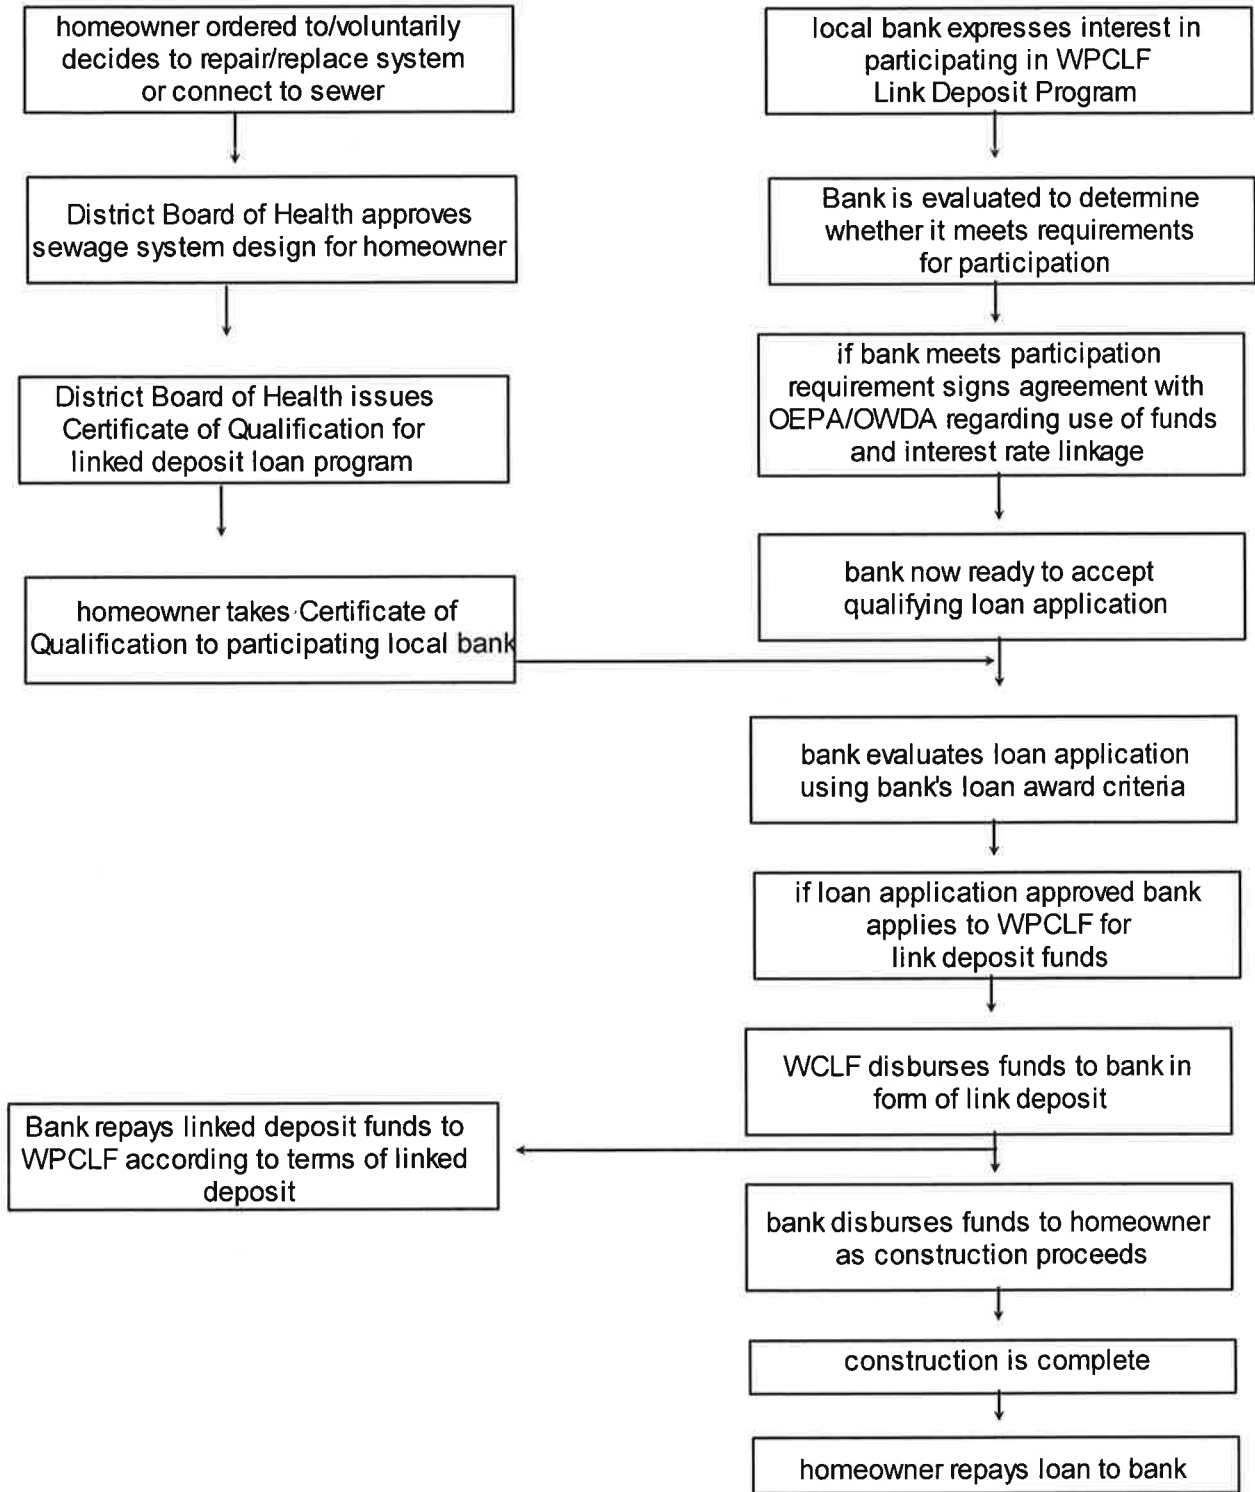 homeowner ordered to/voluntarily
decides to repair/replace system
or connect to sewer
District Board of Health approves
sewage system design for homeowner
District Board of Health issues
Certificate of Qualification for
linked deposit loan program
homeowner takes Certificate of
Qualification to participating local bank
local bank expresses interest in
participating in WPCLF
Link Deposit Program
Bank is evaluated to determine
whether it meets requirements
for participation
if bank meets participation
requirement signs agreement with
OEPA/OWDA regarding use of funds
and interest rate linkage
bank now ready to accept
qualifying loan application
bank evaluates loan application
using bank's loan award criteria
if loan application approved bank
applies to WPCLF for
link deposit funds
WCLF disburses funds to bank in
form of link deposit
Bank repays linked deposit funds to
WPCLF according to terms of linked
deposit
bank disburses funds to homeowner
as construction proceeds
construction is complete
homeowner repays loan to bank